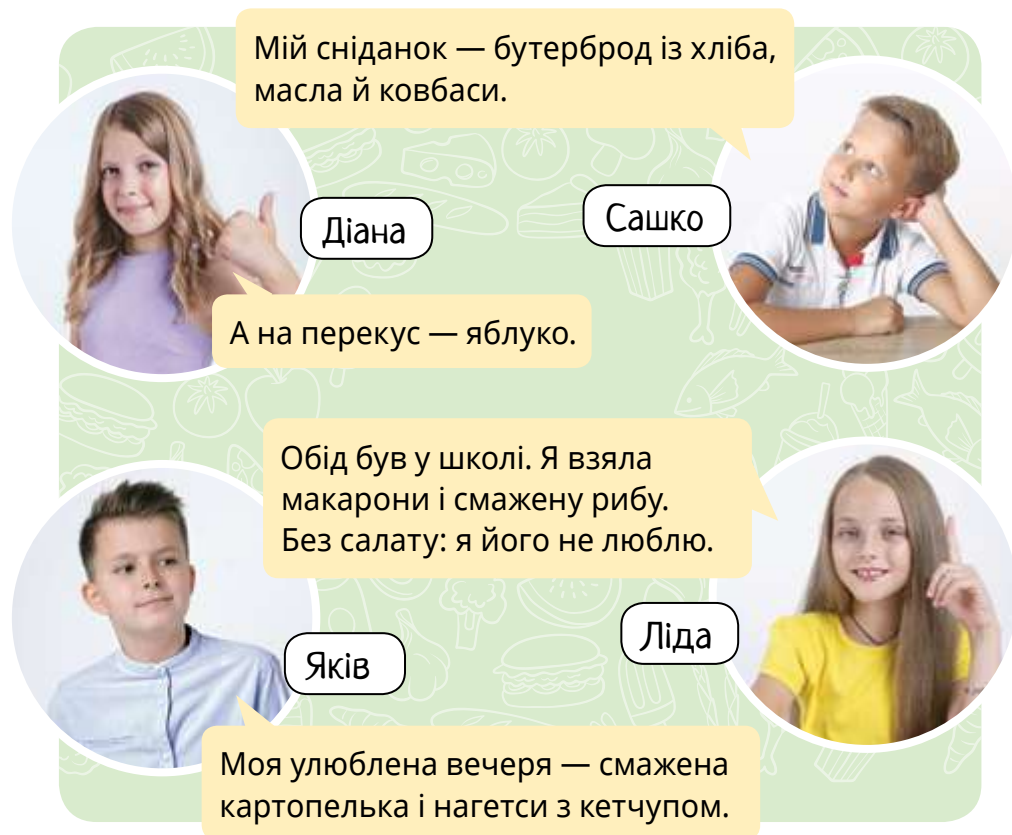 Мій сніданок — бутерброд із хліба,
масла й ковбаси.
Діана
Сашко
А на перекус — яблуко.
Обід був у школі. Я взяла
макарони і смажену рибу.
Без салату: я його не люблю.
Ліда
Яків
Моя улюблена вечеря — смажена
картопелька і нагетси з кетчупом.